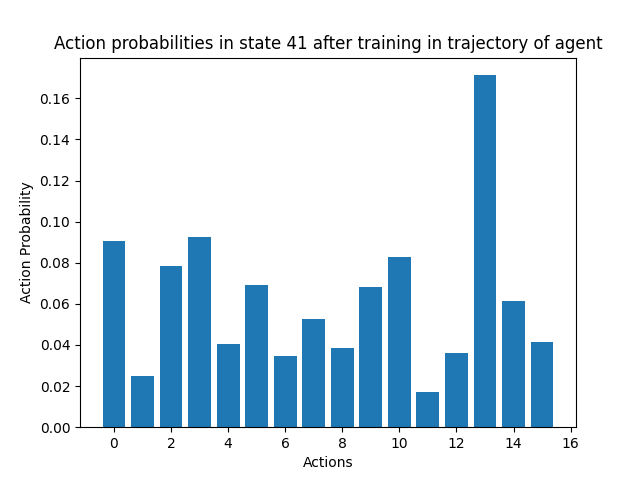 Action probabilities in state 41 after training in trajectory of agent
0.16
0.14
0.12
0.10
0.08
0.06
0.04
0.02
0.00
Action Probability
0 2 4 6 8 10 12 14 16
Actions